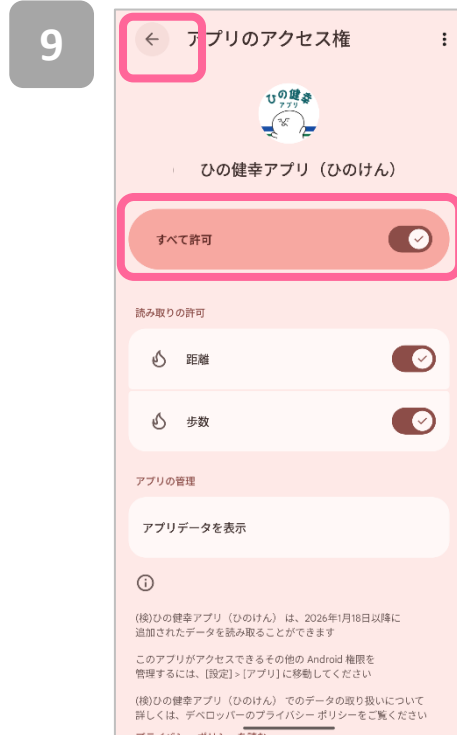 9
アプリのアクセス権
ひの健幸
アプリ
ひの健幸アプリ（ひのけん）
すべて許可
読み取りの許可
距離
歩数
アプリの管理
アプリデータを表示
(検)ひの健幸アプリ（ひのけん） は、2026年1月18日以降に
追加されたデータを読み取ることができます
このアプリがアクセスできるその他の Android 権限を
管理するには、[設定] > [アプリ] に移動してください
(検)ひの健幸アプリ（ひのけん） でのデータの取り扱いについて
詳しくは、デベロッパーのプライバシー ポリシーをご覧ください